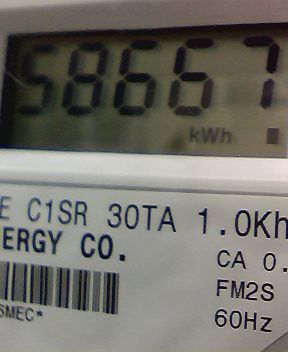 58667
kWh
E C1SR 30TA 1.0Kh
ERGY CO.
CA 0.
FM2S
SMEC*
60Hz